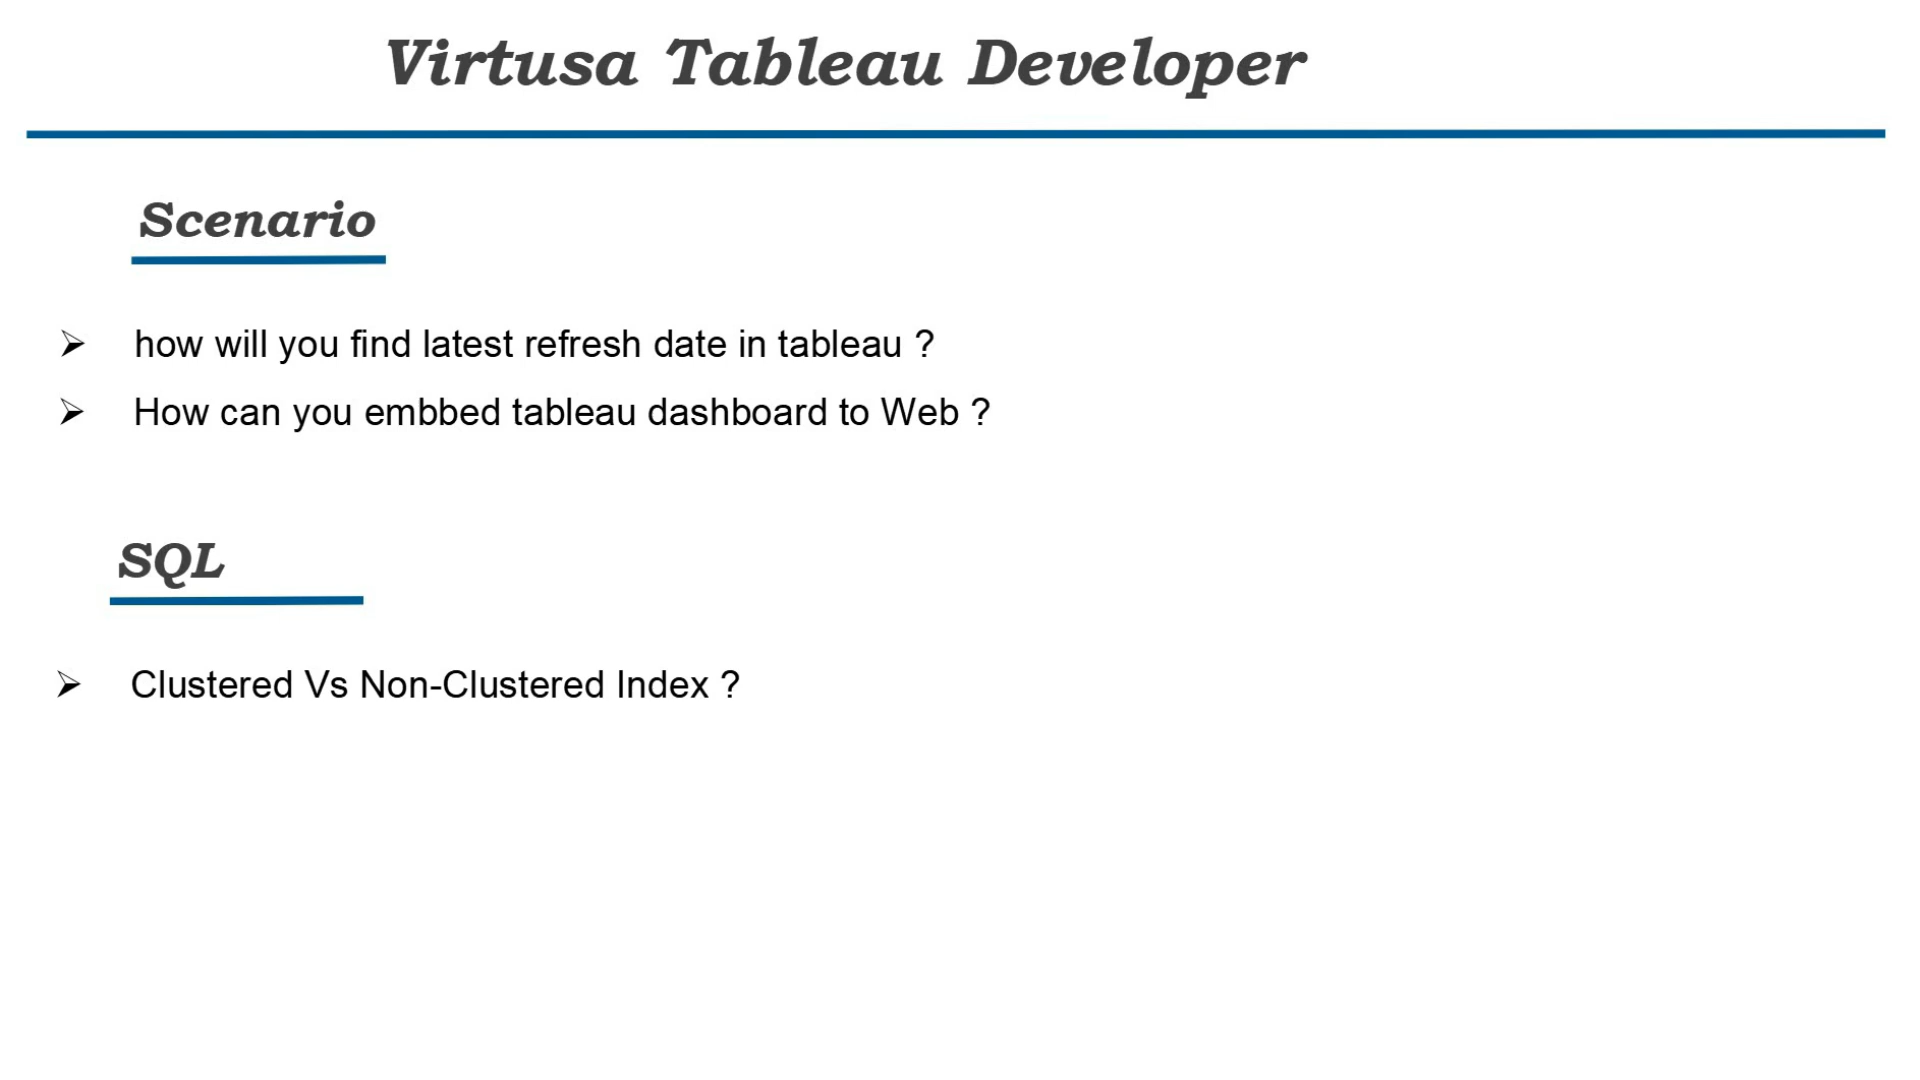 Virtusa Tableau Developer
Scenario
➢ how will you find latest refresh date in tableau ?
➢ How can you embbed tableau dashboard to Web ?
SQL
➢ Clustered Vs Non-Clustered Index ?